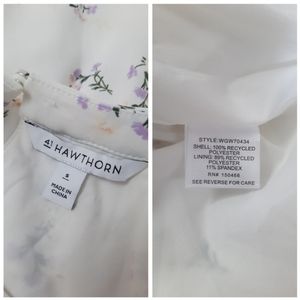 41 HAWTHORN
S
MADE IN
CHINA
STYLE: WGW70434
SHELL: 100% RECYCLED
POLYESTER
LINING: 89% RECYCLED
POLYESTER
11% SPANDEX
RN# 150466
SEE REVERSE FOR CARE